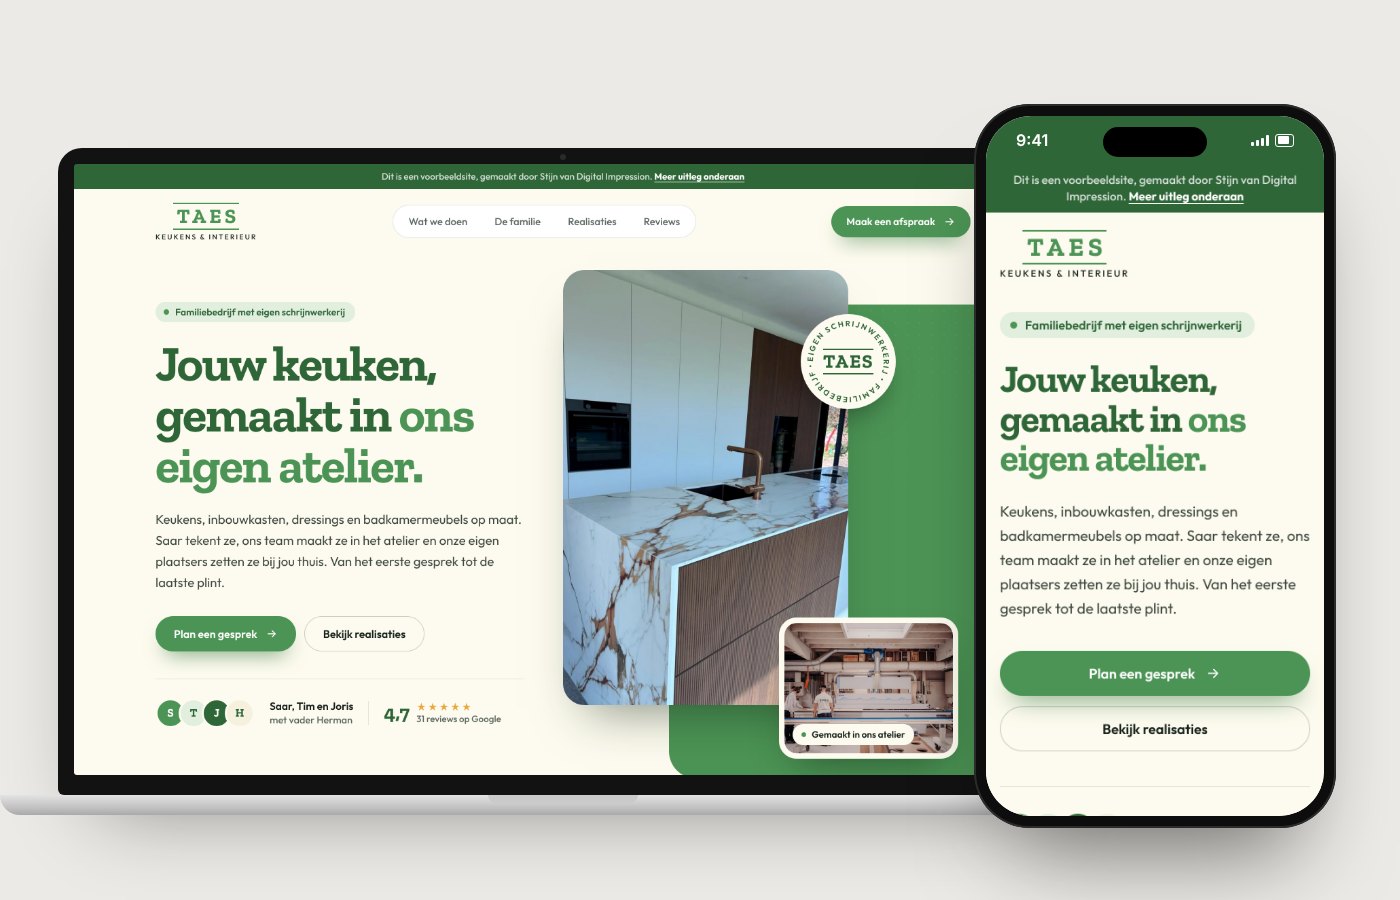 Dit is een voorbeeldsite, gemaakt door Stijn van Digital Impression. Meer uitleg onderaan
TAES
KEUKENS & INTERIEUR
Wat we doen
De familie
Realisaties
Reviews
Maak een afspraak →
Familiebedrijf met eigen schrijnwerkerij
Jouw keuken,
gemaakt in ons
eigen atelier.
Keukens, inbouwkasten, dressings en badkamermeubels op maat.
Saar tekent ze, ons team maakt ze in het atelier en onze eigen
plaatsers zetten ze bij jou thuis. Van het eerste gesprek tot de
laatste plint.
Plan een gesprek →
Bekijk realisaties
S T J H
Saar, Tim en Joris
met vader Herman
4,7
★★★★★
31 reviews op Google
EIGEN SCHRIJNWERKERIJ · FAMILIEBEDRIJF ·
TAES
Gemaakt in ons atelier
9:41
Dit is een voorbeeldsite, gemaakt door Stijn van Digital
Impression. Meer uitleg onderaan
TAES
KEUKENS & INTERIEUR
Familiebedrijf met eigen schrijnwerkerij
Jouw keuken,
gemaakt in ons
eigen atelier.
Keukens, inbouwkasten, dressings en
badkamermeubels op maat. Saar tekent ze, ons
team maakt ze in het atelier en onze eigen
plaatsers zetten ze bij jou thuis. Van het eerste
gesprek tot de laatste plint.
Plan een gesprek →
Bekijk realisaties